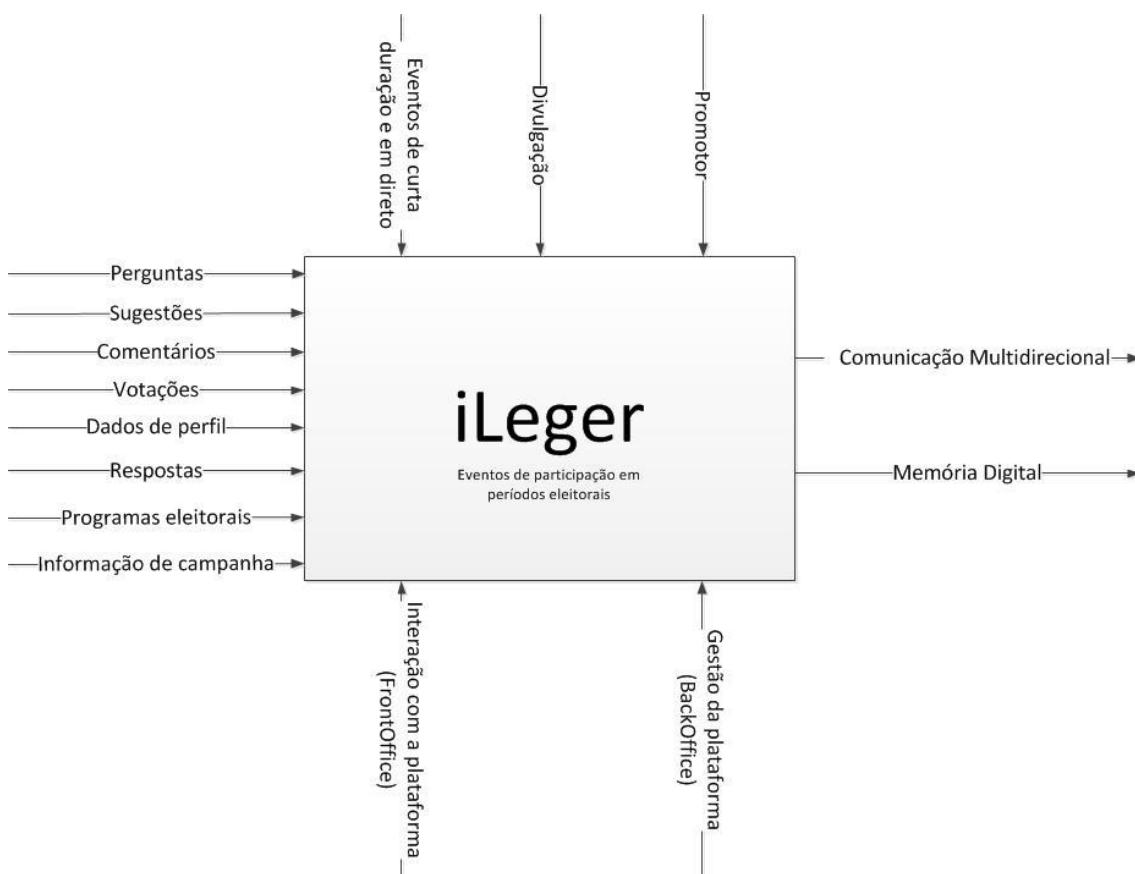 Eventos de curta
duração e em direto
Divulgação
Promotor
Perguntas
Sugestões
Comentários
Votações
Dados de perfil
Respostas
Programas eleitorais
Informação de campanha
iLeger
Eventos de participação em
períodos eleitorais
Comunicação Multidirecional
Memória Digital
Interação com a plataforma
(FrontOffice)
Gestão da plataforma
(BackOffice)